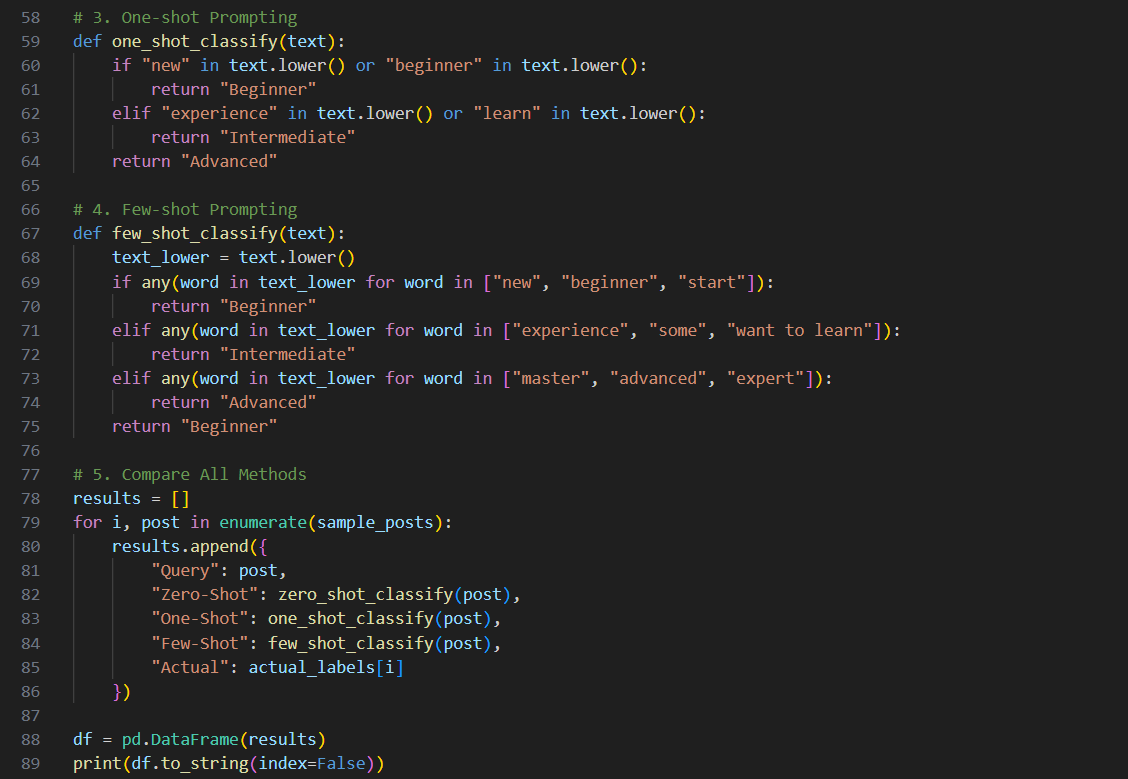 58 # 3. One-shot Prompting
59 def one_shot_classify(text):
60     if "new" in text.lower() or "beginner" in text.lower():
61         return "Beginner"
62     elif "experience" in text.lower() or "learn" in text.lower():
63         return "Intermediate"
64     return "Advanced"
65
66 # 4. Few-shot Prompting
67 def few_shot_classify(text):
68     text_lower = text.lower()
69     if any(word in text_lower for word in ["new", "beginner", "start"]):
70         return "Beginner"
71     elif any(word in text_lower for word in ["experience", "some", "want to learn"]):
72         return "Intermediate"
73     elif any(word in text_lower for word in ["master", "advanced", "expert"]):
74         return "Advanced"
75     return "Beginner"
76
77 # 5. Compare All Methods
78 results = []
79 for i, post in enumerate(sample_posts):
80     results.append({
81         "Query": post,
82         "Zero-Shot": zero_shot_classify(post),
83         "One-Shot": one_shot_classify(post),
84         "Few-Shot": few_shot_classify(post),
85         "Actual": actual_labels[i]
86     })
87
88 df = pd.DataFrame(results)
89 print(df.to_string(index=False))